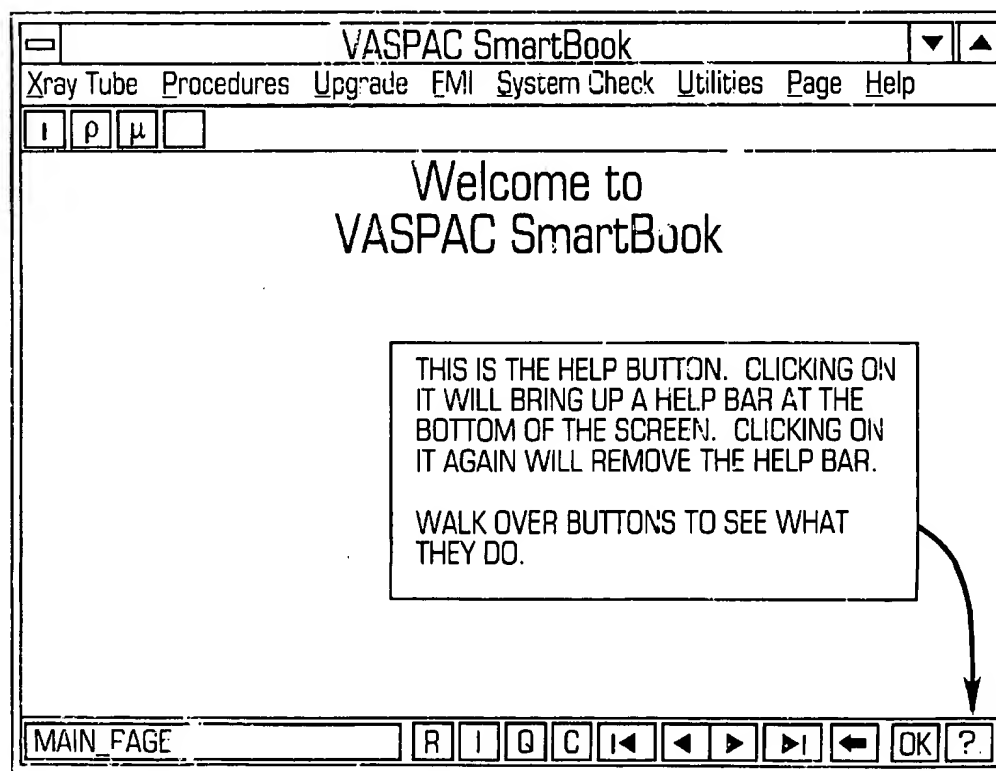 VASPAC SmartBook
Xray Tube Procedures Upgrade EMI System Check Utilities Page Help
I ρ μ
Welcome to
VASPAC SmartBook
THIS IS THE HELP BUTTON. CLICKING ON
IT WILL BRING UP A HELP BAR AT THE
BOTTOM OF THE SCREEN. CLICKING ON
IT AGAIN WILL REMOVE THE HELP BAR.
WALK OVER BUTTONS TO SEE WHAT
THEY DO.
MAIN_PAGE R I Q C OK ?